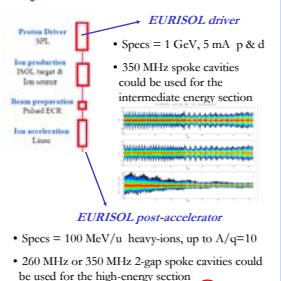 EURISOL driver
Proton Driver
SPL
Ion production
ISOL target &
Ion source
Beam preparation
Pulsed ECR
Ion acceleration
Linac
• Specs = 1 GeV, 5 mA p & d
• 350 MHz spoke cavities
could be used for the
intermediate energy section
EURISOL post-accelerator
• Specs = 100 MeV/u heavy-ions, up to A/q=10
• 260 MHz or 350 MHz 2-gap spoke cavities could
be used for the high-energy section